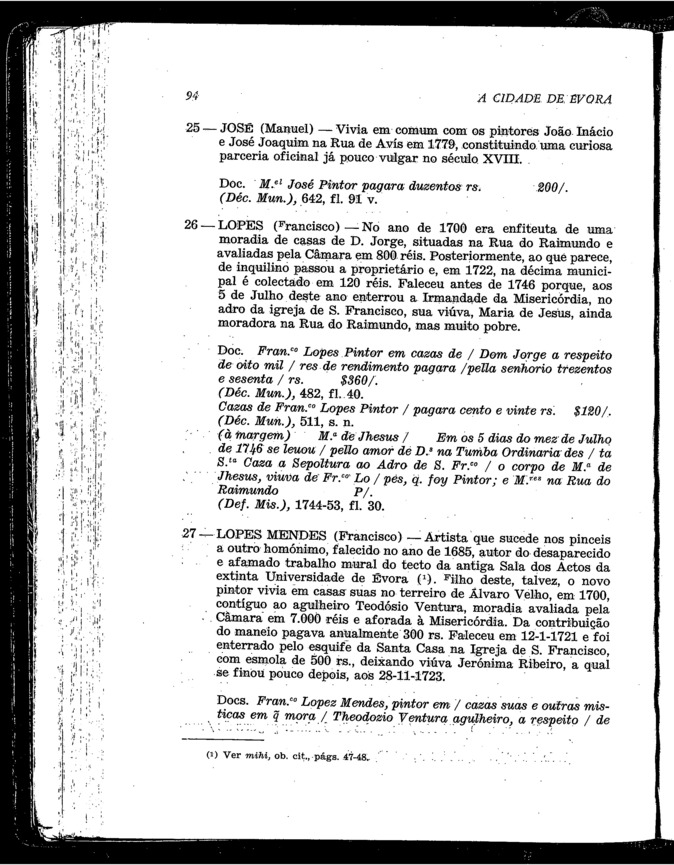 94
A CIDADE DE ÉVORA
25 — JOSÉ (Manuel) — Vivia em comum com os pintores João Inácio
e José Joaquim na Rua de Avís em 1779, constituindo uma curiosa
parceria oficinal já pouco vulgar no século XVIII.
Doc. M.el José Pintor pagara duzentos rs. 200/.
(Déc. Mun.), 642, fl. 91 v.
26 — LOPES (Francisco) — No ano de 1700 era enfiteuta de uma
moradia de casas de D. Jorge, situadas na Rua do Raimundo e
avaliadas pela Câmara em 800 réis. Posteriormente, ao que parece,
de inquilino passou a proprietário e, em 1722, na décima munici-
pal é colectado em 120 réis. Faleceu antes de 1746 porque, aos
5 de Julho deste ano enterrou a Irmandade da Misericórdia, no
adro da igreja de S. Francisco, sua viúva, Maria de Jesus, ainda
moradora na Rua do Raimundo, mas muito pobre.
Doc. Fran.co Lopes Pintor em cazas de / Dom Jorge a respeito
de oito mil / res de rendimento pagara /pella senhorio trezentos
e sesenta / rs. $360/.
(Déc. Mun.), 482, fl. 40.
Cazas de Fran.co Lopes Pintor / pagara cento e vinte rs. $120/.
(Déc. Mun.), 511, s. n.
(à margem) M.a de Jhesus / Em os 5 dias do mez de Julho
de 1746 se leuou / pello amor de D.s na Tumba Ordinaria des / ta
S.ta Caza a Sepoltura ao Adro de S. Fr.co / o corpo de M.a de
Jhesus, viuva de Fr.co Lo / pes, q. foy Pintor; e M.res na Rua do
Raimundo P/.
(Def. Mis.), 1744-53, fl. 30.
27 — LOPES MENDES (Francisco) — Artista que sucede nos pinceis
a outro homónimo, falecido no ano de 1685, autor do desaparecido
e afamado trabalho mural do tecto da antiga Sala dos Actos da
extinta Universidade de Évora (1). Filho deste, talvez, o novo
pintor vivia em casas suas no terreiro de Álvaro Velho, em 1700,
contíguo ao agulheiro Teodósio Ventura, moradia avaliada pela
Câmara em 7.000 réis e aforada à Misericórdia. Da contribuição
do maneio pagava anualmente 300 rs. Faleceu em 12-1-1721 e foi
enterrado pelo esquife da Santa Casa na Igreja de S. Francisco,
com esmola de 500 rs., deixando viúva Jerónima Ribeiro, a qual
se finou pouco depois, aos 28-11-1723.
Docs. Fran.co Lopez Mendes, pintor em / cazas suas e outras mis-
ticas em q̃ mora / Theodozio Ventura agulheiro, a respeito / de
(1) Ver mihi, ob. cit., págs. 47-48.